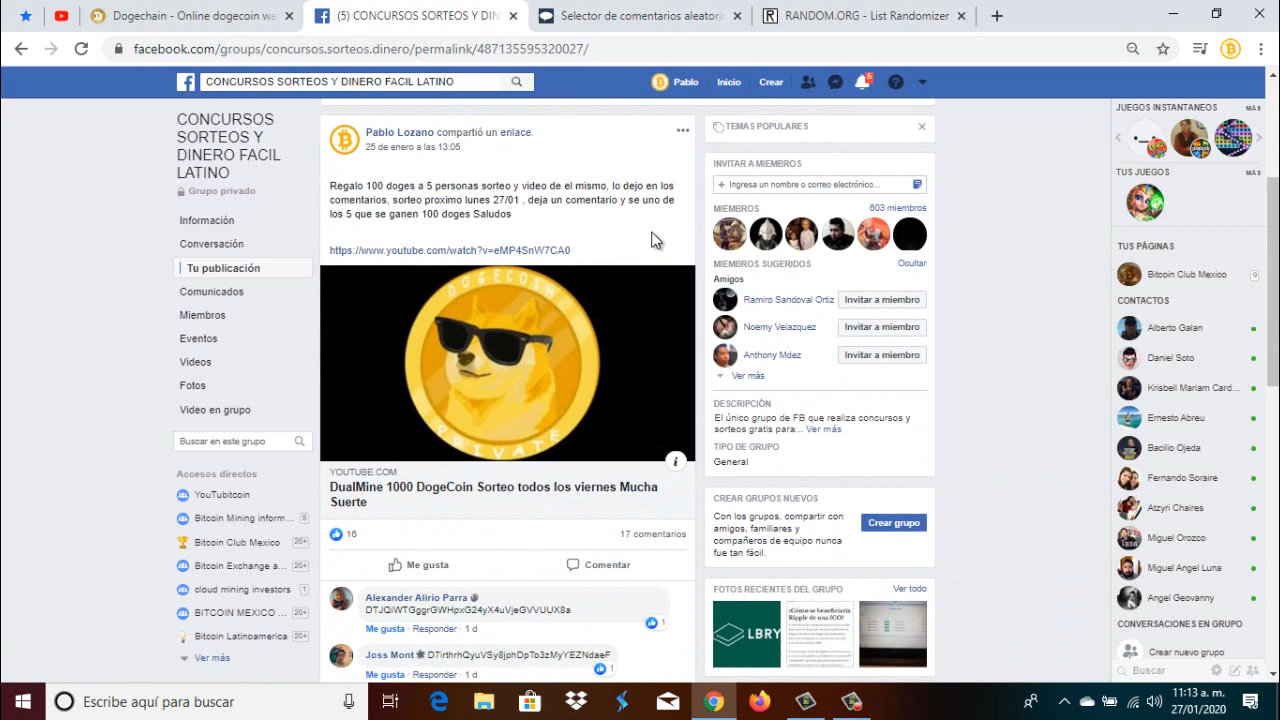 Dogechain - Online dogecoin wa
(5) CONCURSOS SORTEOS Y DIN
Selector de comentarios aleatori
RANDOM.ORG - List Randomizer
facebook.com/groups/concursos.sorteos.dinero/permalink/487135595320027/
CONCURSOS SORTEOS Y DINERO FACIL LATINO
Pablo
Inicio
Crear
5
CONCURSOS
SORTEOS Y
DINERO FACIL
LATINO
Grupo privado
Información
Conversación
Tu publicación
Comunicados
Miembros
Eventos
Videos
Fotos
Video en grupo
Buscar en este grupo
Accesos directos
YouTubitcoin
Bitcoin Mining inform... 5
Bitcoin Club Mexico 20+
Bitcoin Exchange a... 20+
cloud mining investors 1
BITCOIN MEXICO ... 20+
Bitcoin Latinoamerica 20+
Ver más
Pablo Lozano compartió un enlace.
25 de enero a las 13:05
Regalo 100 doges a 5 personas sorteo y video de el mismo, lo dejo en los
comentarios, sorteo proximo lunes 27/01 , deja un comentario y se uno de
los 5 que se ganen 100 doges Saludos
https://www.youtube.com/watch?v=eMP4SnW7CA0
YOUTUBE.COM
DualMine 1000 DogeCoin Sorteo todos los viernes Mucha
Suerte
16
17 comentarios
Me gusta
Comentar
Alexander Alirio Parra
DTJQiWTGgrGWHpxG24yX4uVjeGVVUUX8a
1
Me gusta · Responder · 1 d
Joss Mont D7irthrhQyuVSy8jphDpTo3zMyYEZNdaeF
1
Me gusta · Responder · 1 d
TEMAS POPULARES
INVITAR A MIEMBROS
+ Ingresa un nombre o correo electrónico...
MIEMBROS 603 miembros
MIEMBROS SUGERIDOS Ocultar
Amigos
Ramiro Sandoval Ortiz Invitar a miembro
Noemy Velazquez Invitar a miembro
Anthony Mdez Invitar a miembro
Ver más
DESCRIPCIÓN
El único grupo de FB que realiza concursos y
sorteos gratis para... Ver más
TIPO DE GRUPO
General
CREAR GRUPOS NUEVOS
Con los grupos, compartir con
amigos, familiares y
compañeros de equipo nunca
fue tan fácil.
Crear grupo
FOTOS RECIENTES DEL GRUPO Ver todo
LBRY
¿Cómo se beneficiaría
Ripple de una ICO?
JUEGOS INSTANTANEOS MÁS
TUS JUEGOS MÁS
TUS PÁGINAS
Bitcoin Club Mexico 9
CONTACTOS
Alberto Galan
Daniel Soto
Krisbell Mariam Card...
Ernesto Abreu
Bacilio Ojeda
Fernando Soraire
Atzyri Chaires
Miguel Orozco
Miguel Angel Luna
Angel Geovanny
CONVERSACIONES EN GRUPO
Crear nuevo grupo
Buscar
Escribe aquí para buscar
11:13 a. m.
27/01/2020